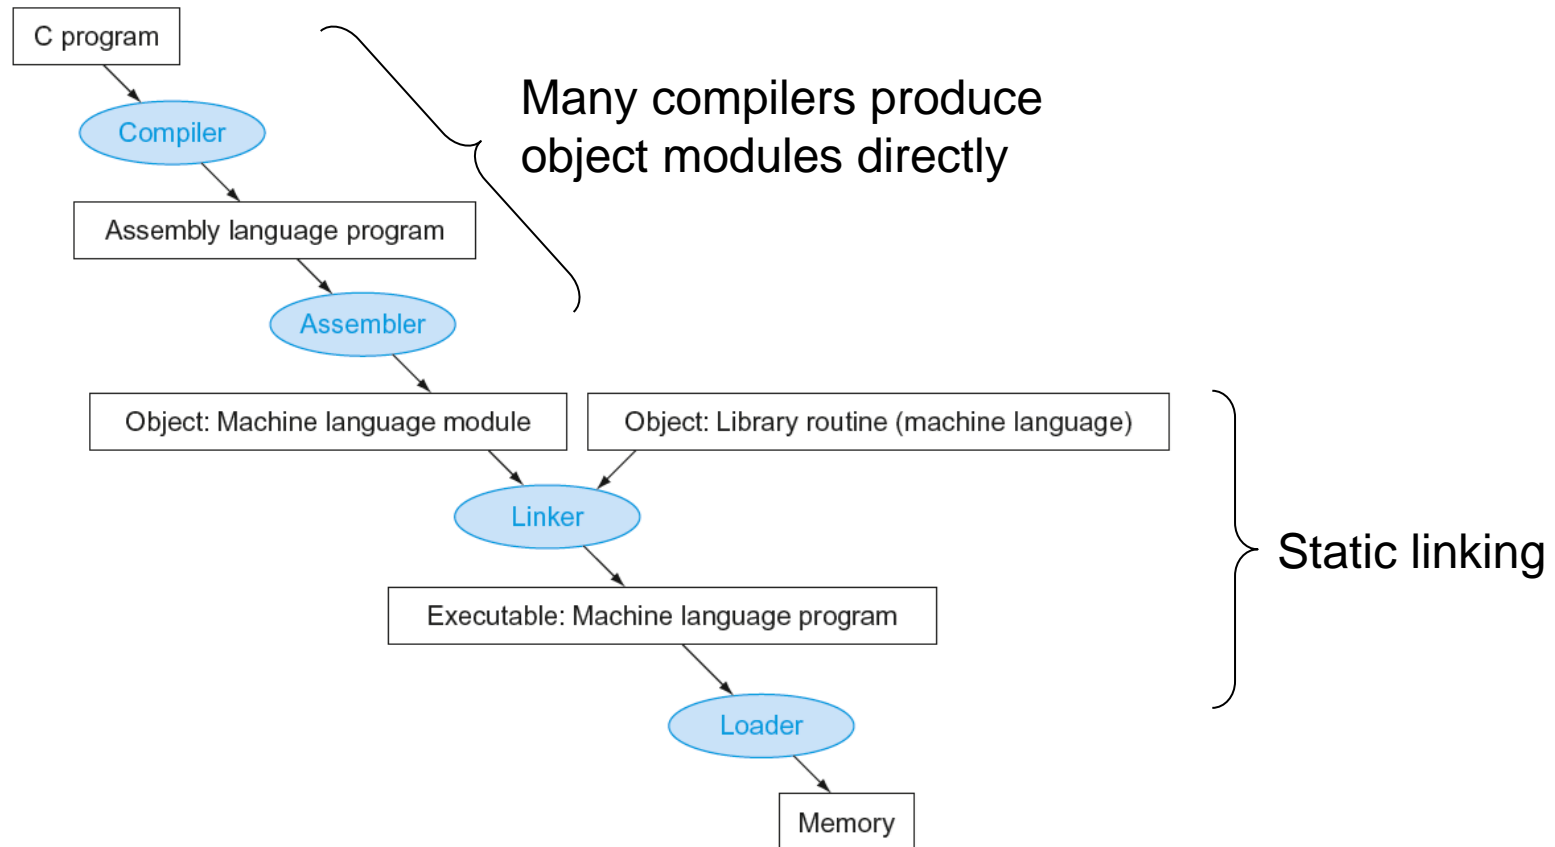 C program
Many compilers produce
object modules directly
Compiler
Assembly language program
Assembler
Object: Machine language module
Object: Library routine (machine language)
Linker
Static linking
Executable: Machine language program
Loader
Memory